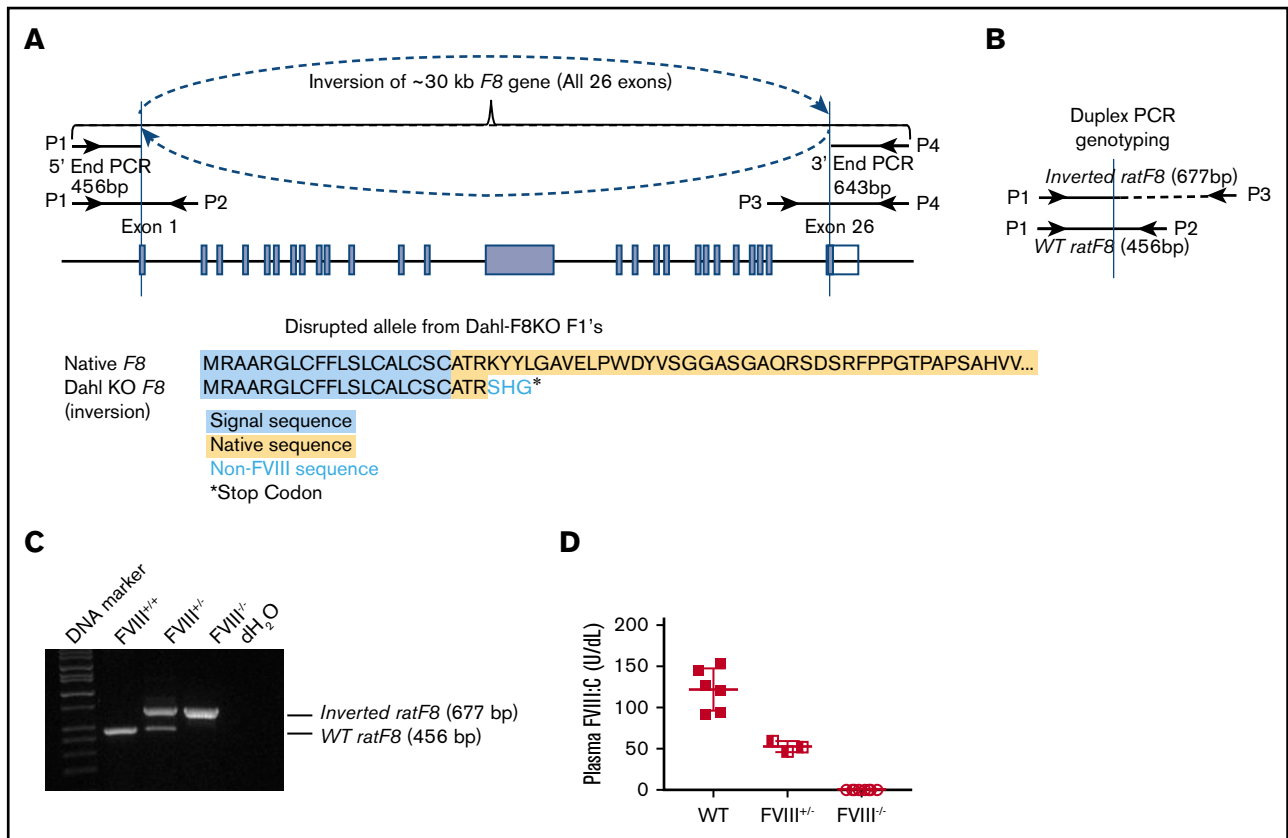 A
Inversion of ~30 kb F8 gene (All 26 exons)
P1
P4
5' End PCR
456bp
3' End PCR
643bp
P1
P2
P3
P4
Exon 1
Exon 26
Disrupted allele from Dahl-F8KO F1's
Native F8
MRAARGLCFFLSLCALCSCATRKYYLGAVELPWDYVSGGASGAQRSDSRFPPGTPAPSAHVV...
Dahl KO F8
MRAARGLCFFLSLCALCSCATRSHG*
(inversion)
Signal sequence
Native sequence
Non-FVIII sequence
*Stop Codon
B
Duplex PCR
genotyping
Inverted ratF8 (677bp)
P1
P3
P1
P2
WT ratF8 (456bp)
C
DNA marker
FVIII+/+
FVIII+/-
FVIII-/-
dH2O
Inverted ratF8 (677 bp)
WT ratF8 (456 bp)
D
Plasma FVIII:C (U/dL)
200
150
100
50
0
WT
FVIII+/-
FVIII-/-